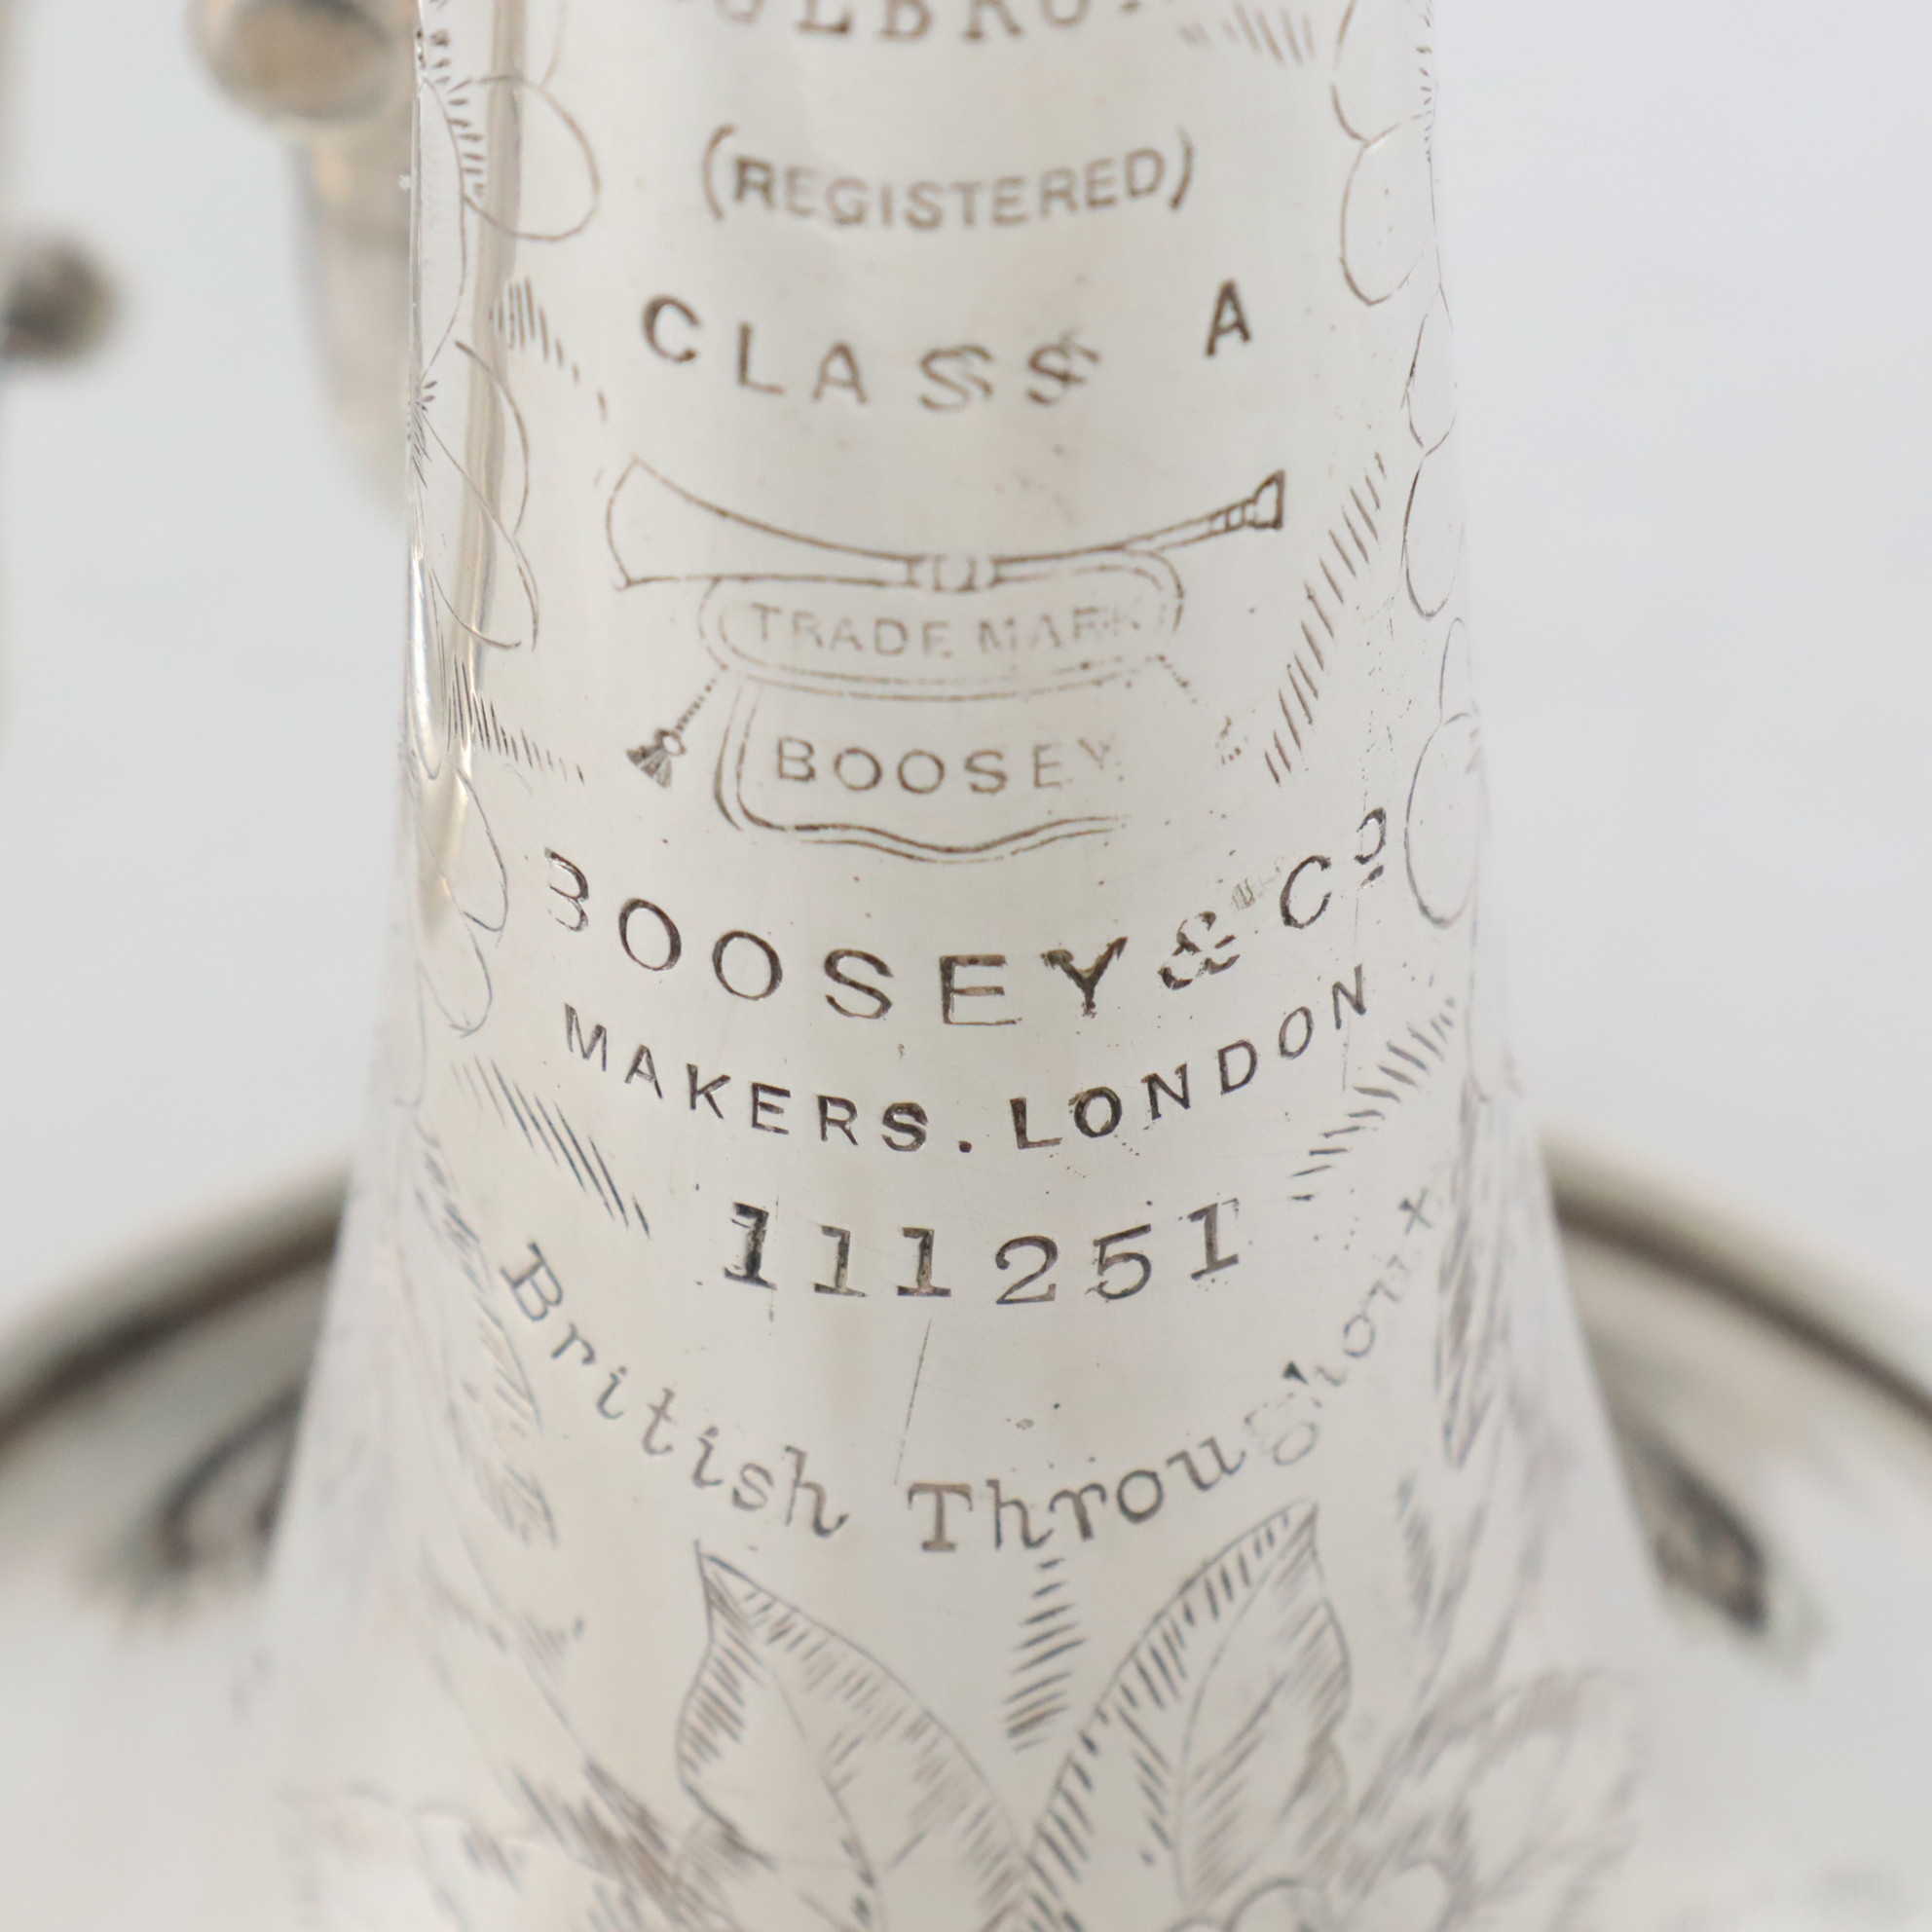 (REGISTERED)
CLASS A
TRADE MARK
BOOSEY
BOOSEY & Co
MAKERS. LONDON
111251
British Throughout